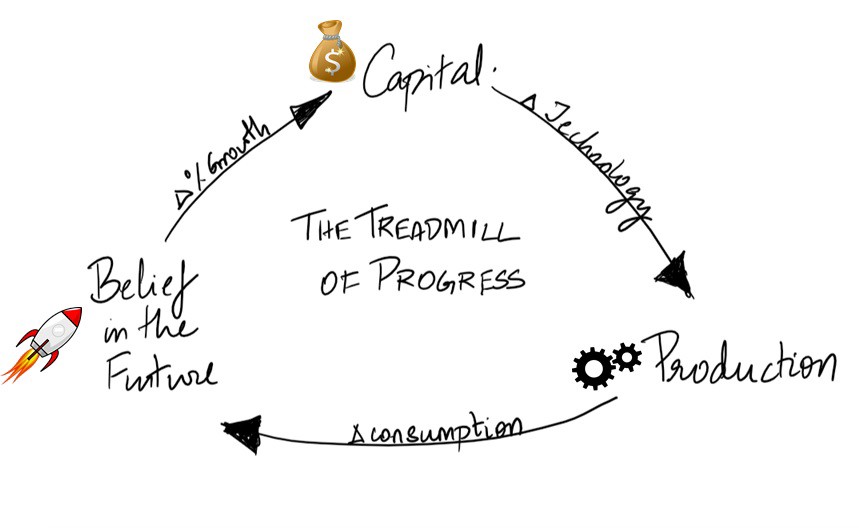 $
Capital.
Δ Technology
Δ % Growth
THE TREADMILL
OF PROGRESS
Belief
in the
Future
Production
Δ consumption